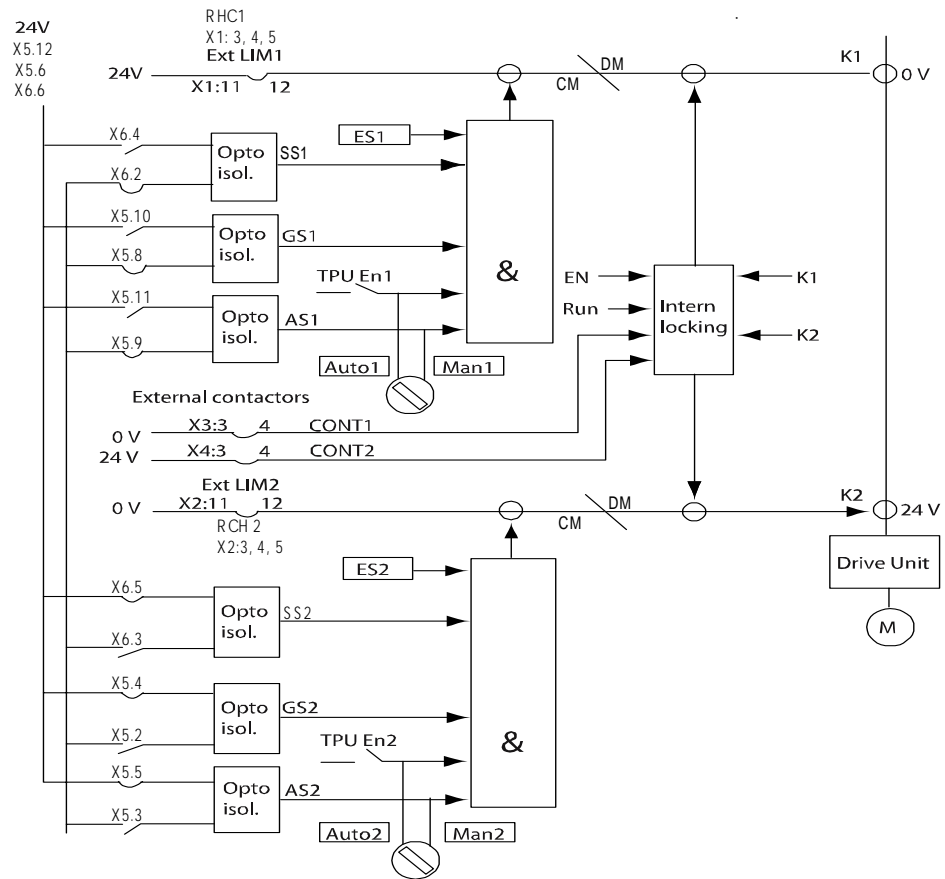 24V
X5.12
X5.6
X6.6
RHC1
X1: 3, 4, 5
Ext LIM1
24V
X1:11 12
CM
DM
K1
0 V
X6.4
X6.2
Opto
isol.
SS1
ES1
X5.10
X5.8
Opto
isol.
GS1
&
X5.11
X5.9
Opto
isol.
AS1
TPU En1
Auto1
Man1
EN
Run
Intern
locking
K1
K2
External contactors
0 V
X3:3 4
CONT1
24 V
X4:3 4
CONT2
Ext LIM2
0 V
X2:11 12
RCH 2
X2:3, 4, 5
CM
DM
K2
24 V
Drive Unit
M
ES2
X6.5
X6.3
Opto
isol.
SS2
X5.4
X5.2
Opto
isol.
GS2
&
X5.5
X5.3
Opto
isol.
AS2
TPU En2
Auto2
Man2